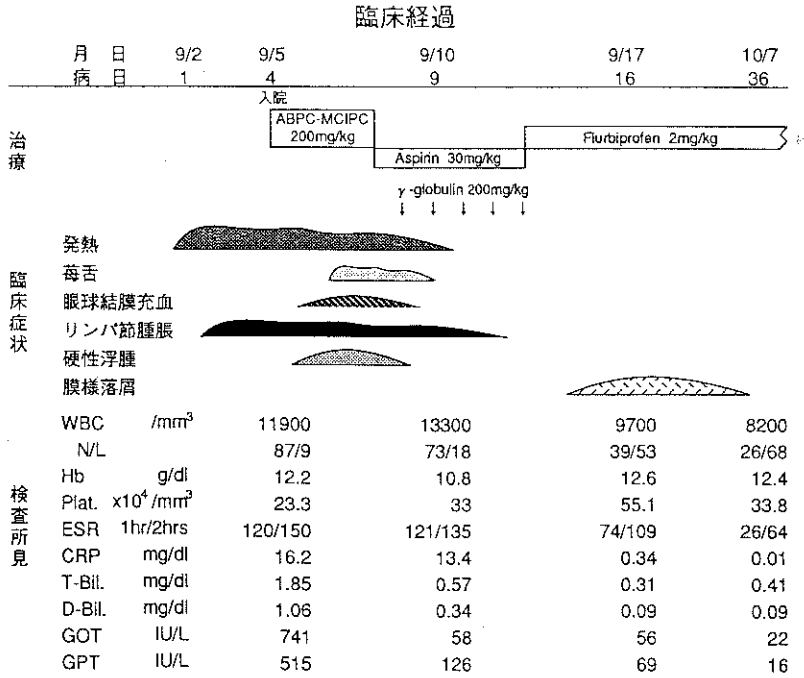 臨床経過
月 日 9/2 9/5 9/10 9/17 10/7
病 日 1 4 9 16 36
入院
治療
ABPC-MCIPC
200mg/kg
Aspirin 30mg/kg
Flurbiprofen 2mg/kg
γ-globulin 200mg/kg
↓ ↓ ↓ ↓ ↓
臨床症状
発熱
苺舌
眼球結膜充血
リンパ節腫脹
硬性浮腫
膜様落屑
検査所見
WBC /mm³ 11900 13300 9700 8200
N/L 87/9 73/18 39/53 26/68
Hb g/dl 12.2 10.8 12.6 12.4
Plat. x10⁴/mm³ 23.3 33 55.1 33.8
ESR 1hr/2hrs 120/150 121/135 74/109 26/64
CRP mg/dl 16.2 13.4 0.34 0.01
T-Bil. mg/dl 1.85 0.57 0.31 0.41
D-Bil. mg/dl 1.06 0.34 0.09 0.09
GOT IU/L 741 58 56 22
GPT IU/L 515 126 69 16